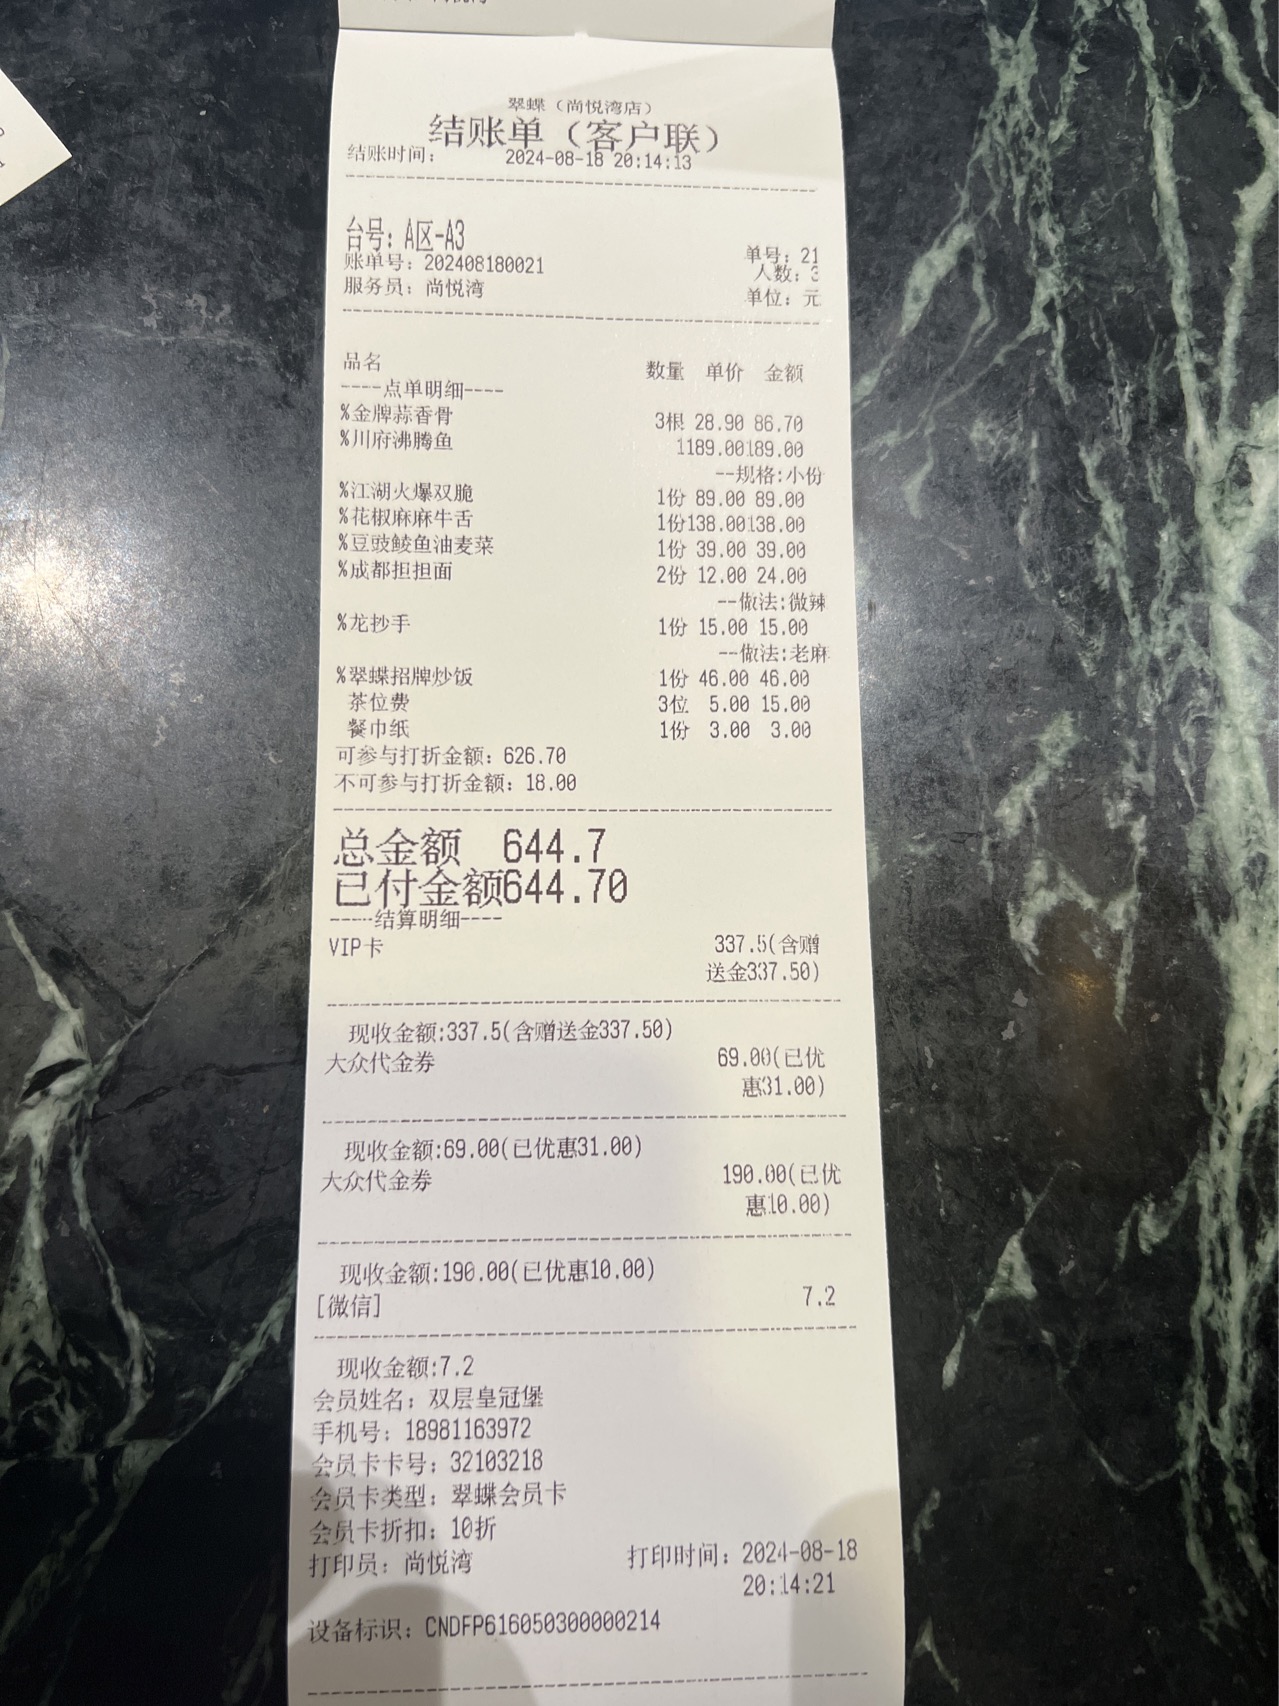 翠蝶（尚悦湾店）
结账单（客户联）
结账时间： 2024-08-18 20:14:13
台号：A区-A3
单号：21
账单号：202408180021
人数：3
服务员：尚悦湾
单位：元
品名 数量 单价 金额
----点单明细----
%金牌蒜香骨 3根 28.90 86.70
%川府沸腾鱼 1189.00189.00
--规格:小份
%江湖火爆双脆 1份 89.00 89.00
%花椒麻麻牛舌 1份138.00138.00
%豆豉鲮鱼油麦菜 1份 39.00 39.00
%成都担担面 2份 12.00 24.00
--做法:微辣
%龙抄手 1份 15.00 15.00
--做法:老麻
%翠蝶招牌炒饭 1份 46.00 46.00
茶位费 3位 5.00 15.00
餐巾纸 1份 3.00 3.00
可参与打折金额：626.70
不可参与打折金额：18.00
总金额 644.7
已付金额644.70
----结算明细----
VIP卡 337.5(含赠
送金337.50)
现收金额:337.5(含赠送金337.50)
大众代金券 69.00(已优
惠31.00)
现收金额:69.00(已优惠31.00)
大众代金券 190.00(已优
惠10.00)
现收金额:190.00(已优惠10.00)
[微信] 7.2
现收金额:7.2
会员姓名：双层皇冠堡
手机号：18981163972
会员卡卡号：32103218
会员卡类型：翠蝶会员卡
会员卡折扣：10折
打印员：尚悦湾 打印时间：2024-08-18
20:14:21
设备标识：CNDFP616050300000214